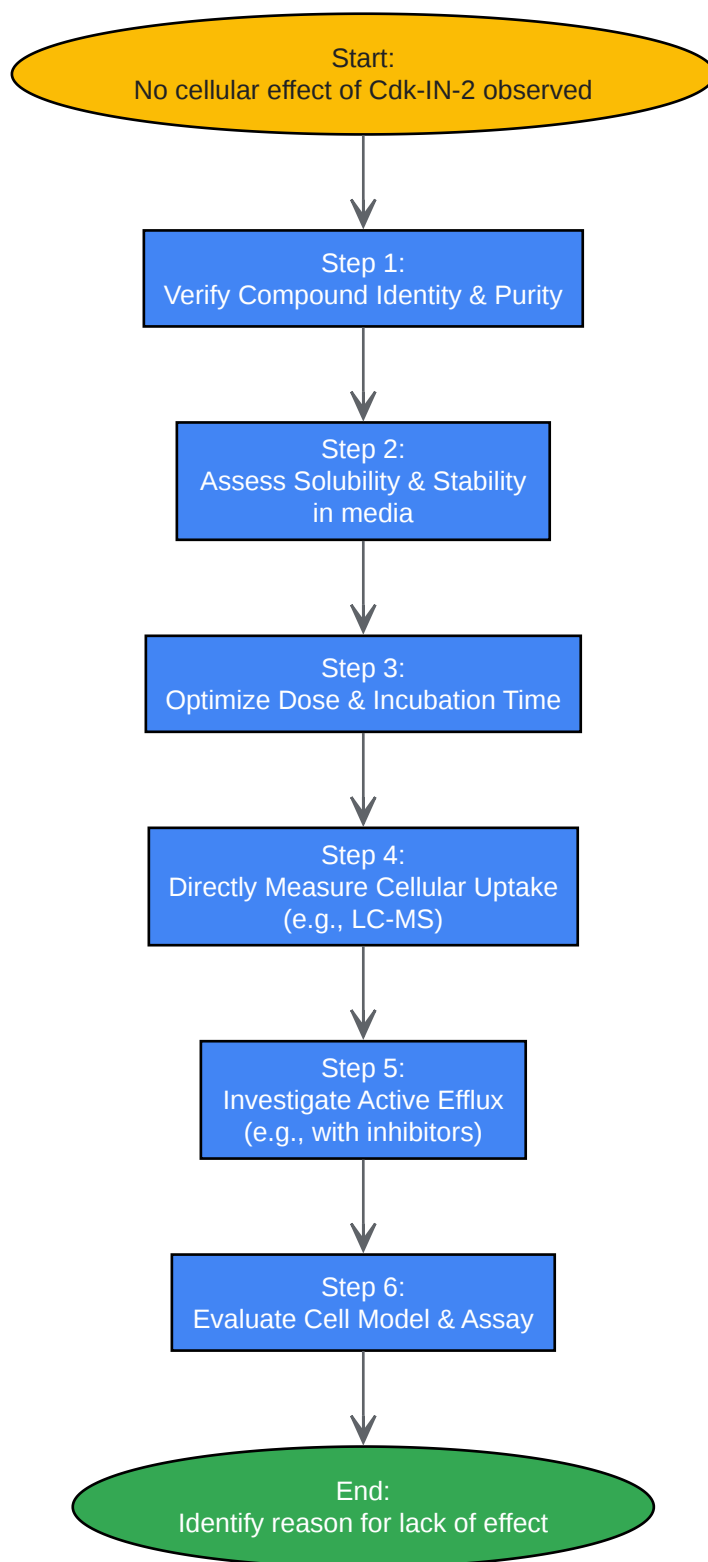 Start:
No cellular effect of Cdk-IN-2 observed
Step 1:
Verify Compound Identity & Purity
Step 2:
Assess Solubility & Stability
in media
Step 3:
Optimize Dose & Incubation Time
Step 4:
Directly Measure Cellular Uptake
(e.g., LC-MS)
Step 5:
Investigate Active Efflux
(e.g., with inhibitors)
Step 6:
Evaluate Cell Model & Assay
End:
Identify reason for lack of effect